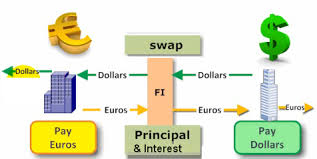 €
$
swap
Dollars
Dollars
Dollars
FI
Euros
Euros
Euros
Pay
Euros
Principal
& Interest
Pay
Dollars